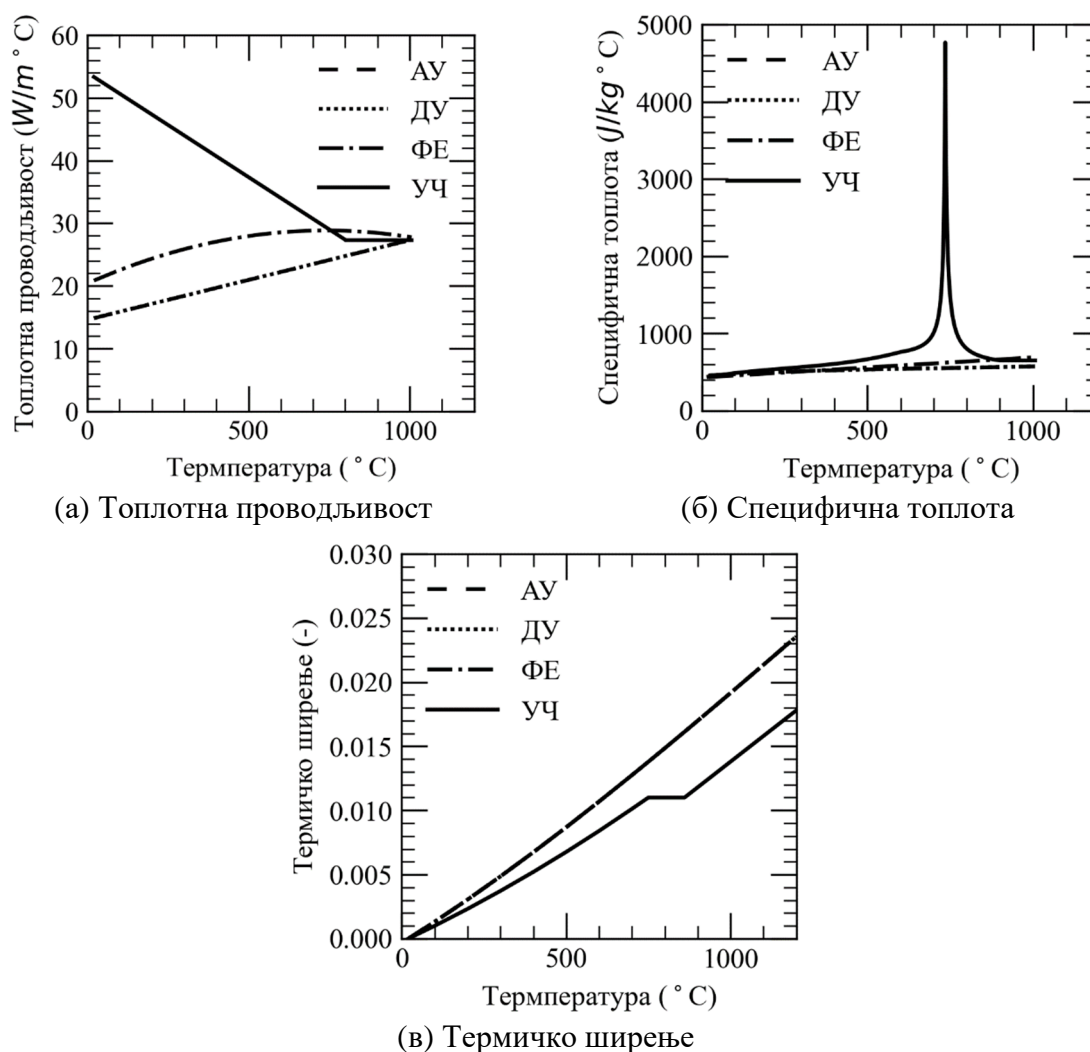 Топлотна проводљивост (W/m°C)
60
50
40
30
20
10
0
АУ
ДУ
ФЕ
УЧ
0 500 1000
Термпература (°C)
(а) Топлотна проводљивост
Специфична топлота (J/kg°C)
5000
4000
3000
2000
1000
0
АУ
ДУ
ФЕ
УЧ
0 500 1000
Термпература (°C)
(б) Специфична топлота
Термичко ширење (-)
0.030
0.025
0.020
0.015
0.010
0.005
0.000
АУ
ДУ
ФЕ
УЧ
0 500 1000
Термпература (°C)
(в) Термичко ширење